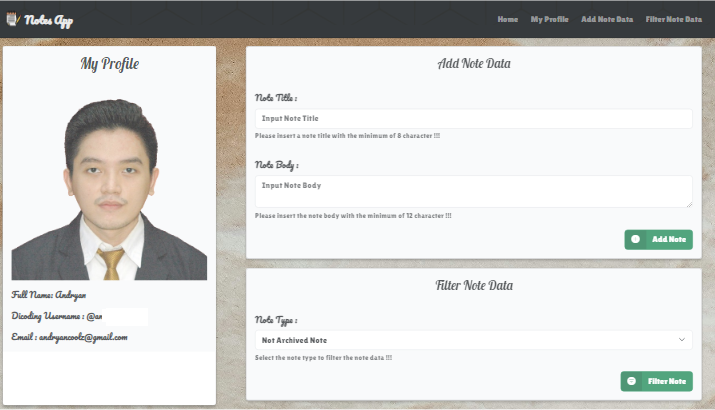 Notes App
Home
My Profile
Add Note Data
Filter Note Data
My Profile
Full Name: Andryan
Dicoding Username : @an
Email : andryancoolz@gmail.com
Add Note Data
Note Title :
Input Note Title
Please insert a note title with the minimum of 8 character !!!
Note Body :
Input Note Body
Please insert the note body with the minimum of 12 character !!!
Add Note
Filter Note Data
Note Type :
Not Archived Note
Select the note type to filter the note data !!!
Filter Note